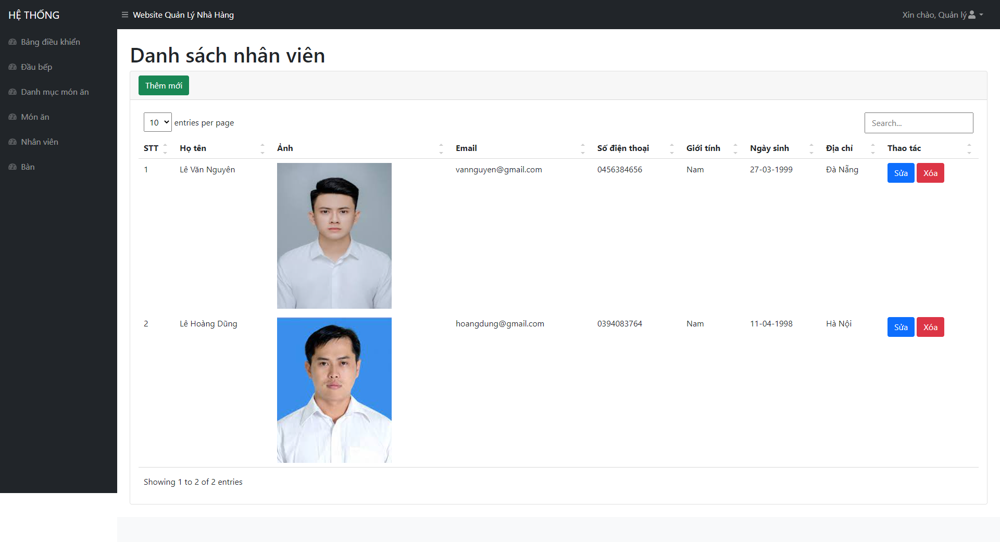 HỆ THỐNG
Website Quản Lý Nhà Hàng
Xin chào, Quản lý
Bảng điều khiển
Đầu bếp
Danh mục món ăn
Món ăn
Nhân viên
Bàn
Danh sách nhân viên
Thêm mới
10 entries per page
Search...
STT Họ tên Ảnh Email Số điện thoại Giới tính Ngày sinh Địa chỉ Thao tác
1 Lê Văn Nguyên vannguyen@gmail.com 0456384656 Nam 27-03-1999 Đà Nẵng Sửa Xóa
2 Lê Hoàng Dũng hoangdung@gmail.com 0394083764 Nam 11-04-1998 Hà Nội Sửa Xóa
Showing 1 to 2 of 2 entries